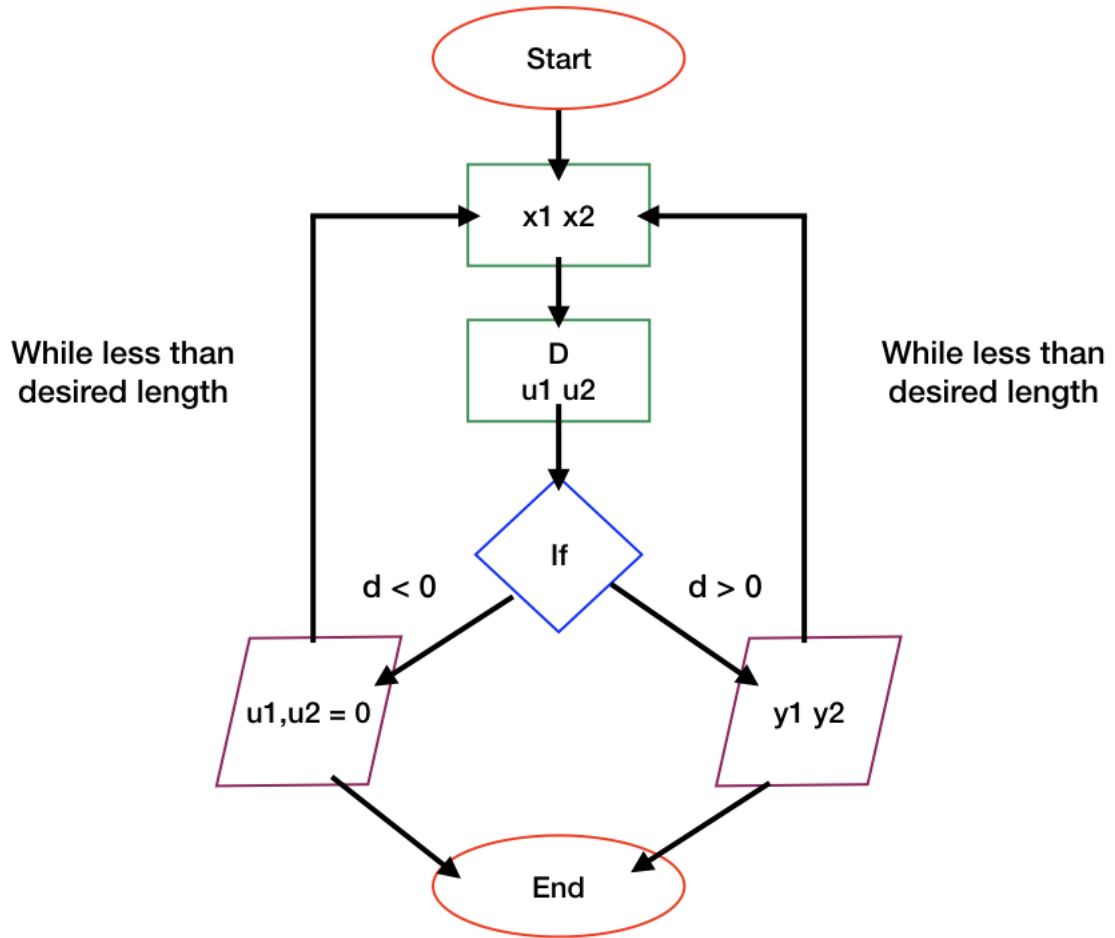 Start
x1 x2
While less than
desired length
D
u1 u2
While less than
desired length
If
d < 0
d > 0
u1,u2 = 0
y1 y2
End